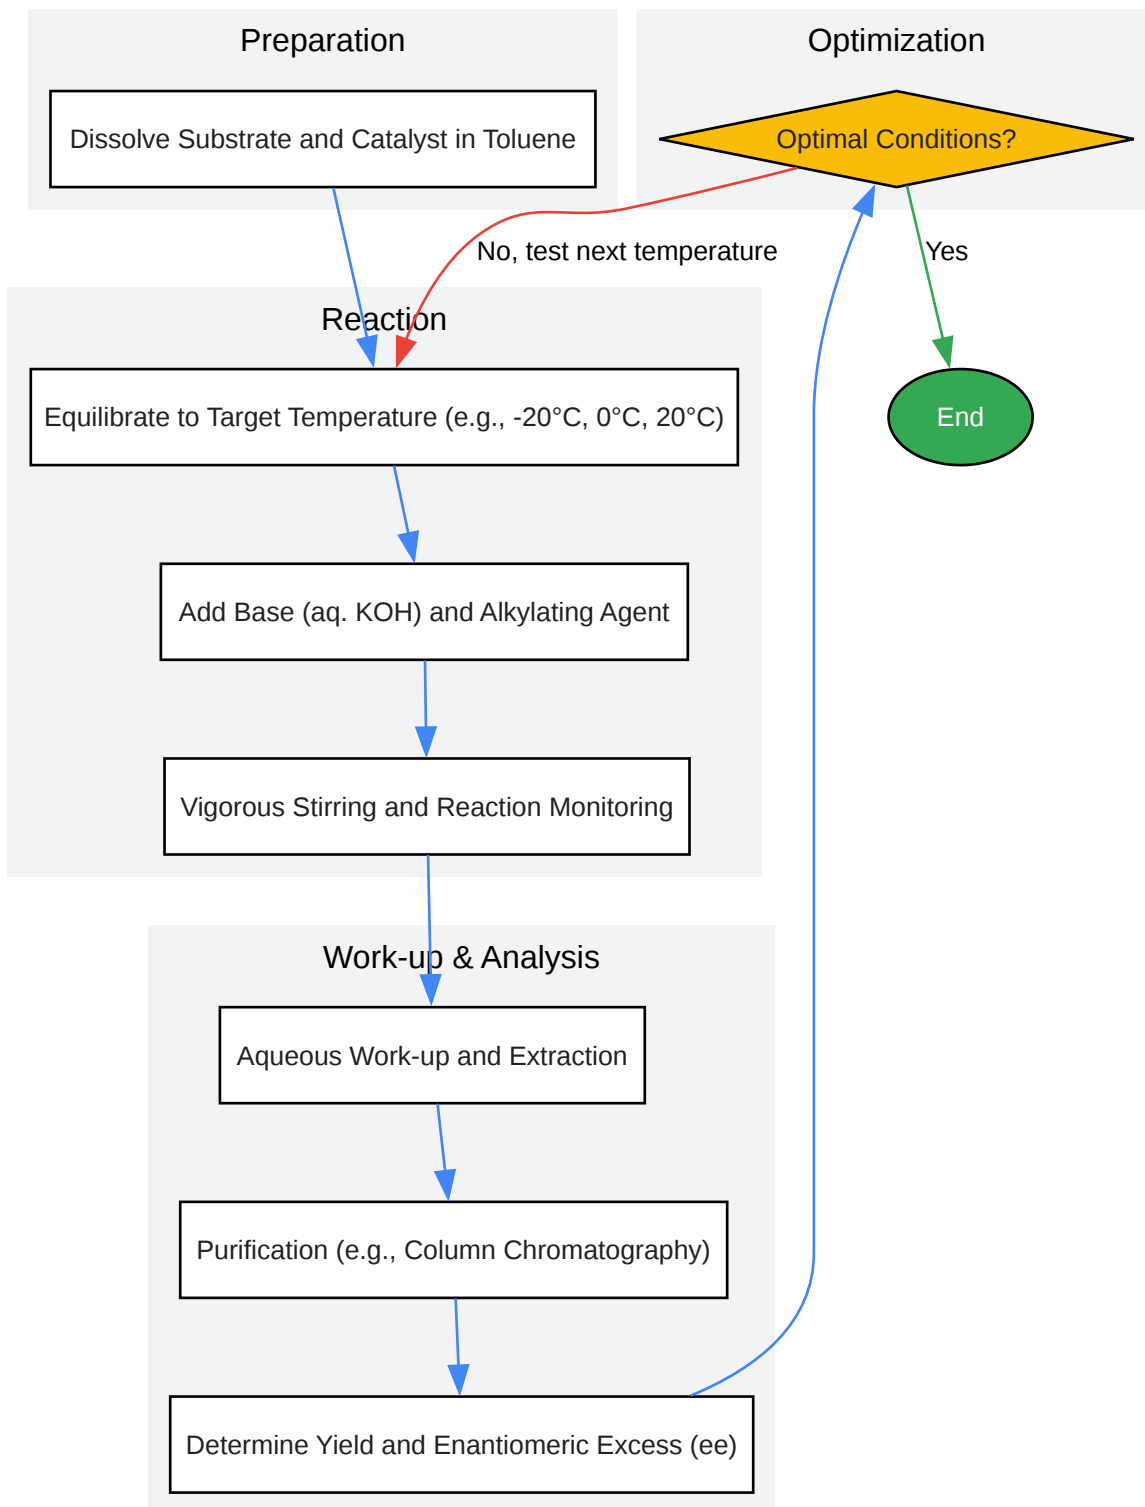 Preparation
Dissolve Substrate and Catalyst in Toluene
Optimization
Optimal Conditions?
No, test next temperature
Yes
Reaction
Equilibrate to Target Temperature (e.g., -20°C, 0°C, 20°C)
End
Add Base (aq. KOH) and Alkylating Agent
Vigorous Stirring and Reaction Monitoring
Work-up & Analysis
Aqueous Work-up and Extraction
Purification (e.g., Column Chromatography)
Determine Yield and Enantiomeric Excess (ee)